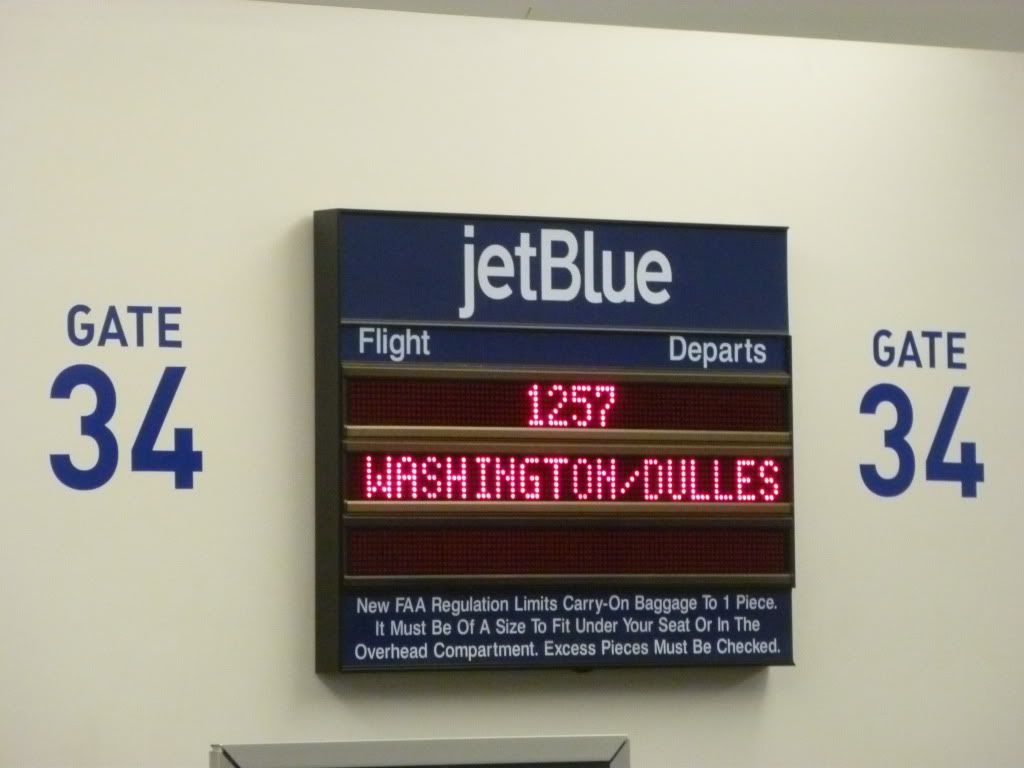 jetBlue
Flight Departs
1257
WASHINGTON/DULLES
New FAA Regulation Limits Carry-On Baggage To 1 Piece.
It Must Be Of A Size To Fit Under Your Seat Or In The
Overhead Compartment. Excess Pieces Must Be Checked.
GATE
34
GATE
34